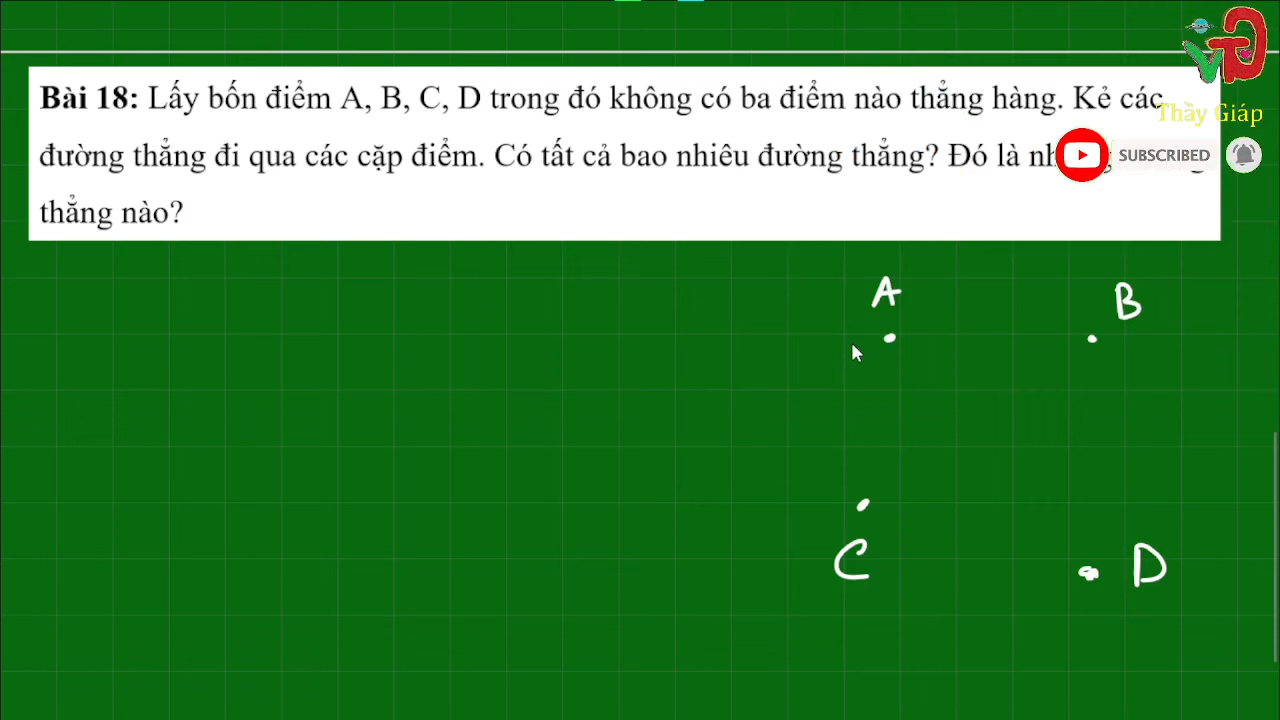 Bài 18: Lấy bốn điểm A, B, C, D trong đó không có ba điểm nào thẳng hàng. Kẻ các
Thầy Giáp
đường thẳng đi qua các cặp điểm. Có tất cả bao nhiêu đường thẳng? Đó là
SUBSCRIBED
thẳng nào?
A
B
C
D